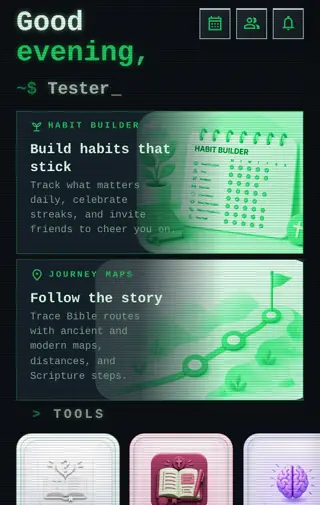 Good
evening,
~$ Tester_
HABIT BUILDER
Build habits that
stick
Track what matters
daily, celebrate
streaks, and invite
friends to cheer you on.
HABIT BUILDER
JOURNEY MAPS
Follow the story
Trace Bible routes
with ancient and
modern maps,
distances, and
Scripture steps.
> TOOLS